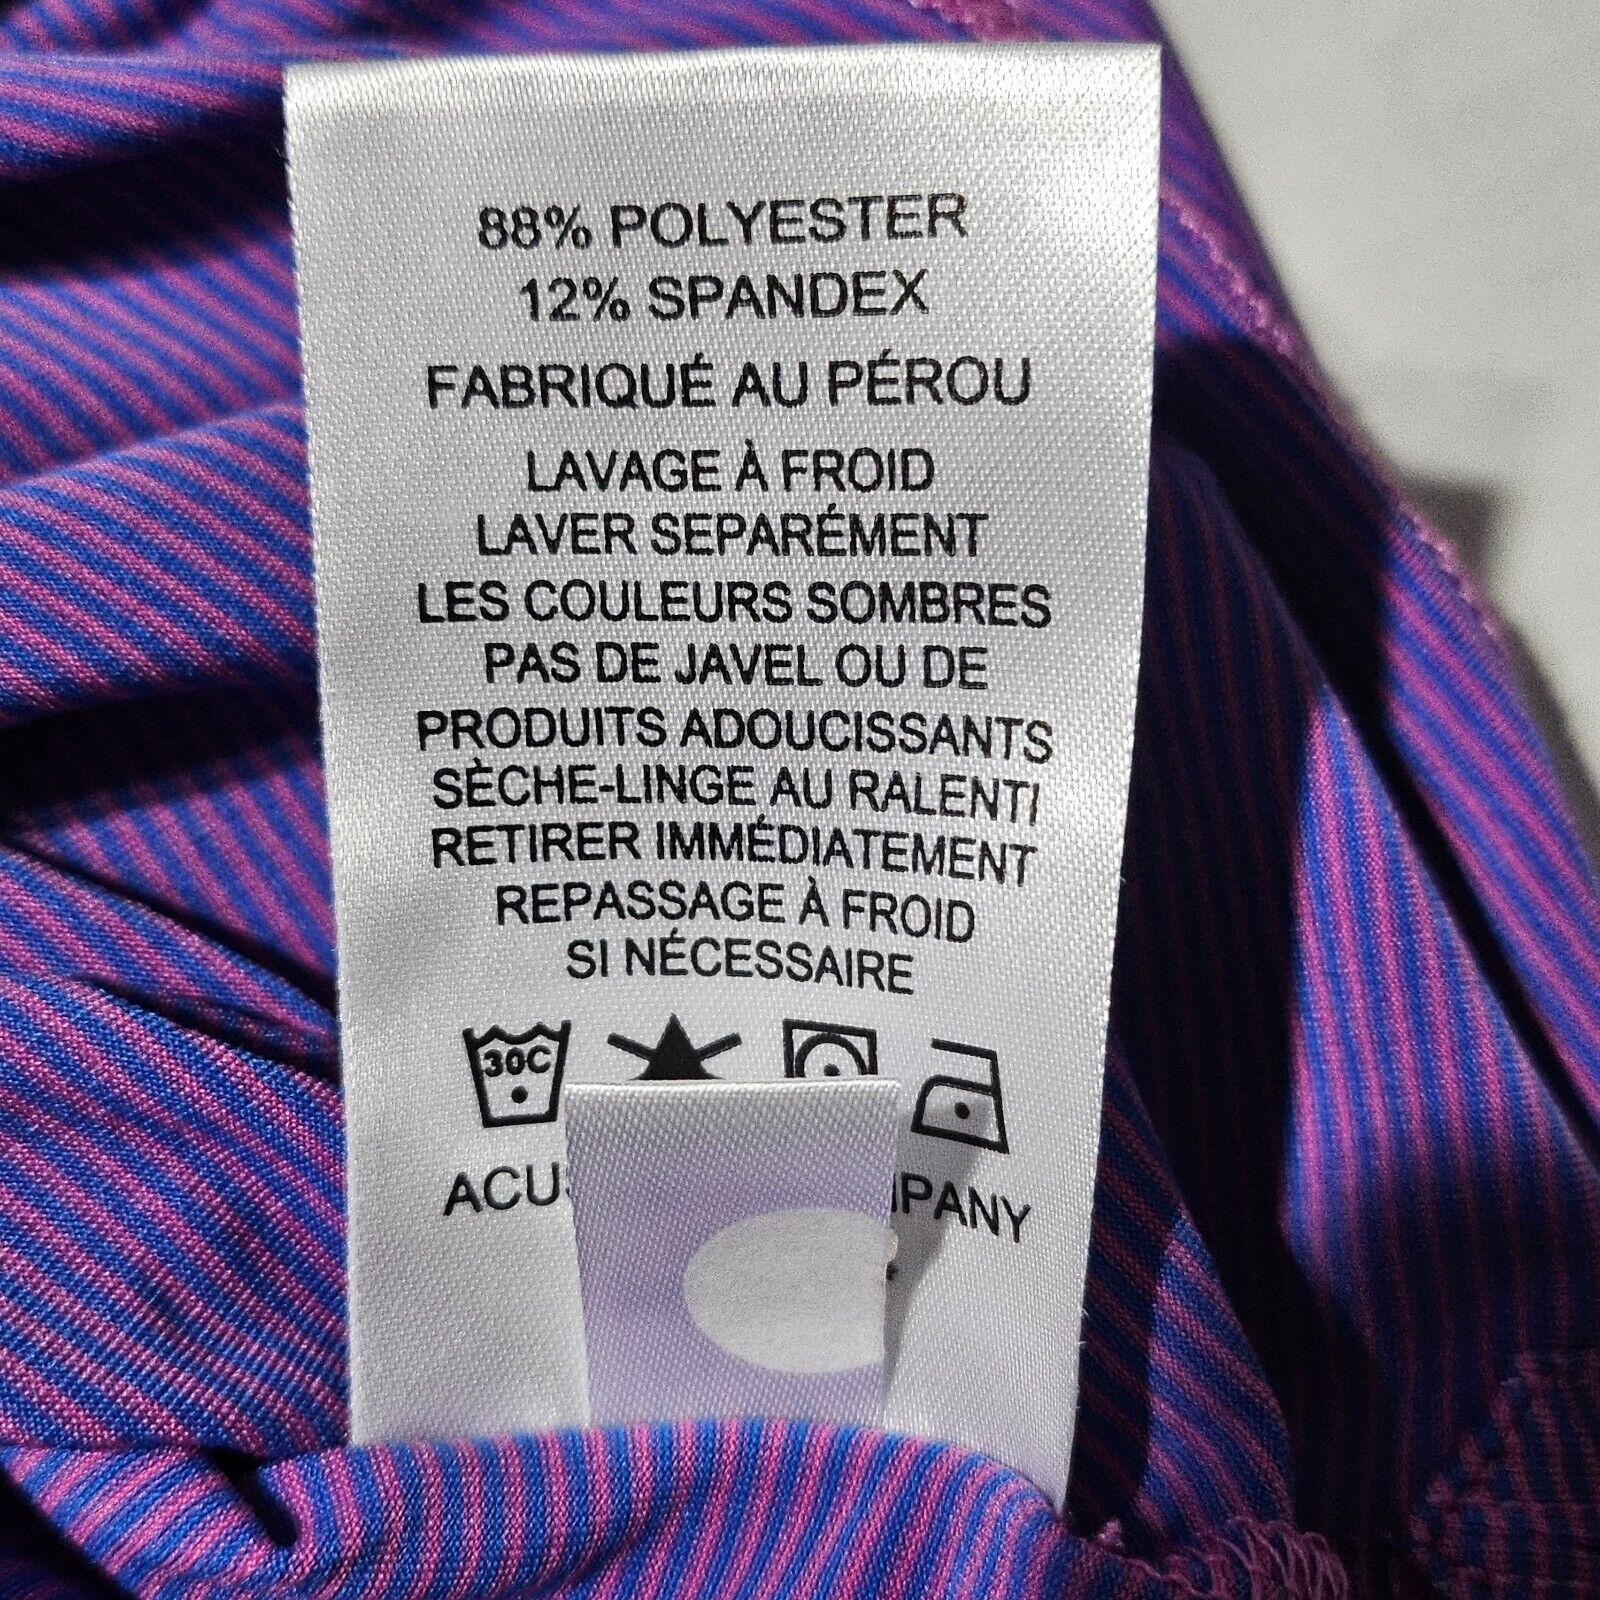 88% POLYESTER
12% SPANDEX
FABRIQUÉ AU PÉROU
LAVAGE À FROID
LAVER SEPARÉMENT
LES COULEURS SOMBRES
PAS DE JAVEL OU DE
PRODUITS ADOUCISSANTS
SÈCHE-LINGE AU RALENTI
RETIRER IMMÉDIATEMENT
REPASSAGE À FROID
SI NÉCESSAIRE
30C